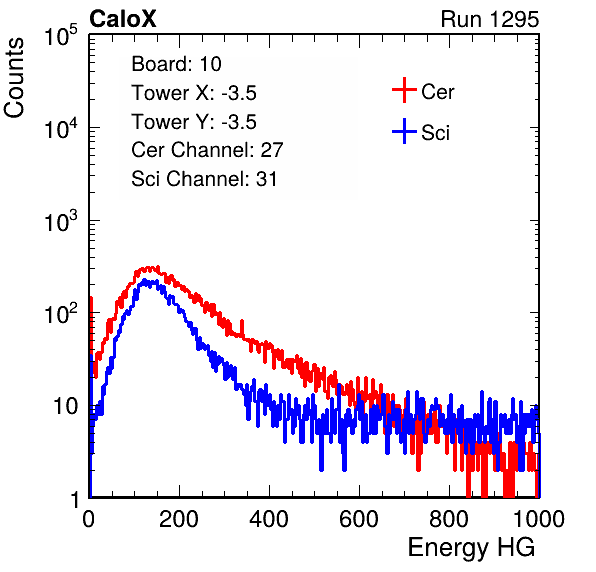 CaloX
Run 1295
Counts
10^5
10^4
10^3
10^2
10
1
Board: 10
Tower X: -3.5
Tower Y: -3.5
Cer Channel: 27
Sci Channel: 31
Cer
Sci
0 200 400 600 800 1000
Energy HG